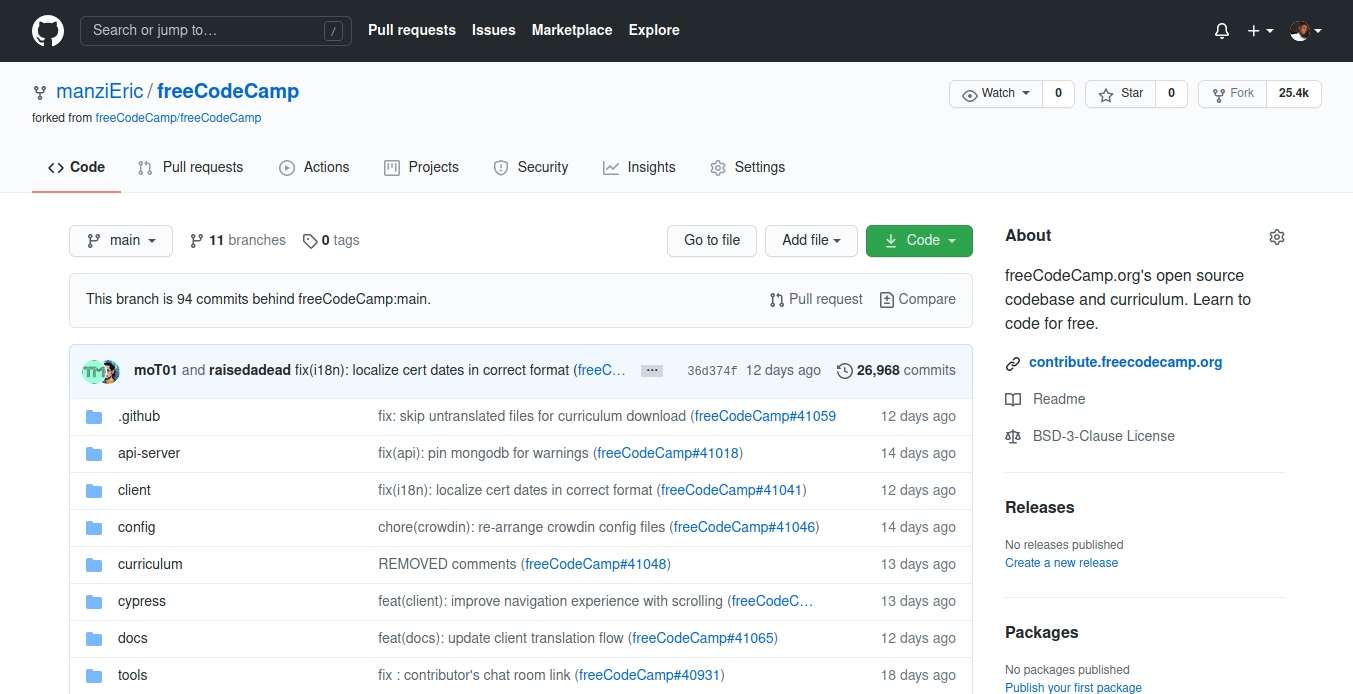 Search or jump to… / Pull requests Issues Marketplace Explore
manziEric / freeCodeCamp Watch 0 Star 0 Fork 25.4k
forked from freeCodeCamp/freeCodeCamp
Code Pull requests Actions Projects Security Insights Settings
main 11 branches 0 tags Go to file Add file Code
This branch is 94 commits behind freeCodeCamp:main. Pull request Compare
TM moT01 and raisedadead fix(i18n): localize cert dates in correct format (freeC… ... 36d374f 12 days ago 26,968 commits
.github fix: skip untranslated files for curriculum download (freeCodeCamp#41059 12 days ago
api-server fix(api): pin mongodb for warnings (freeCodeCamp#41018) 14 days ago
client fix(i18n): localize cert dates in correct format (freeCodeCamp#41041) 12 days ago
config chore(crowdin): re-arrange crowdin config files (freeCodeCamp#41046) 14 days ago
curriculum REMOVED comments (freeCodeCamp#41048) 13 days ago
cypress feat(client): improve navigation experience with scrolling (freeCodeC… 13 days ago
docs feat(docs): update client translation flow (freeCodeCamp#41065) 12 days ago
tools fix : contributor's chat room link (freeCodeCamp#40931) 18 days ago
About
freeCodeCamp.org's open source
codebase and curriculum. Learn to
code for free.
contribute.freecodecamp.org
Readme
BSD-3-Clause License
Releases
No releases published
Create a new release
Packages
No packages published
Publish your first package